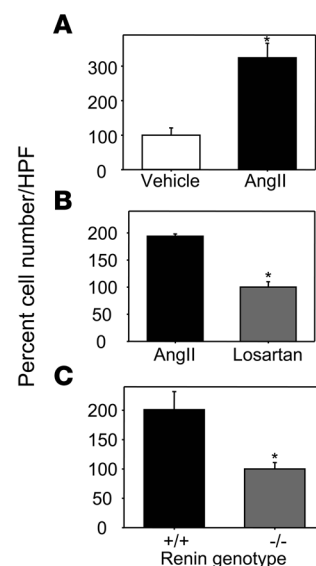 A
Percent cell number/HPF
300
200
100
0
*
Vehicle AngII
B
200
150
100
50
0
*
AngII Losartan
C
200
150
100
50
0
*
+/+ -/-
Renin genotype